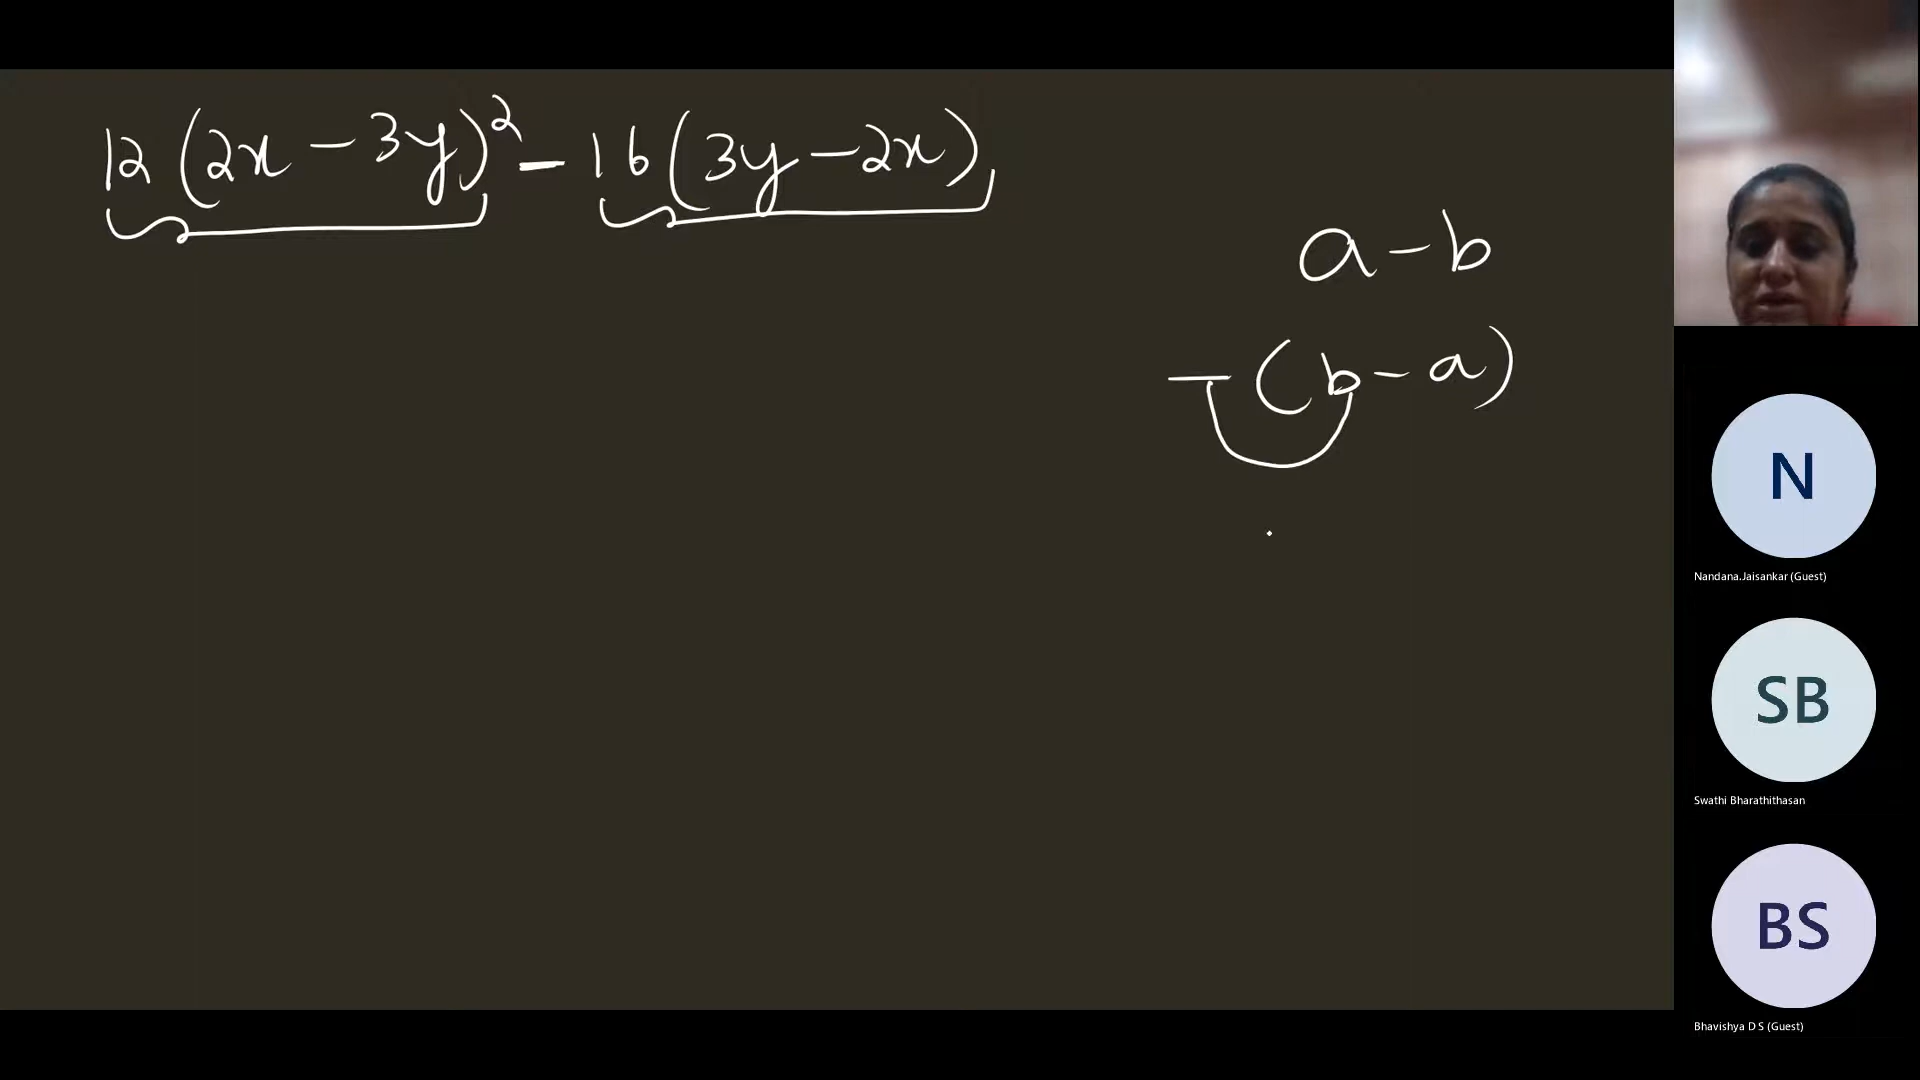 12 (2x - 3y)² - 16 (3y - 2x)
a - b
- (b - a)
N
Nandana.Jaisankar (Guest)
SB
Swathi Bharathithasan
BS
Bhavishya D S (Guest)